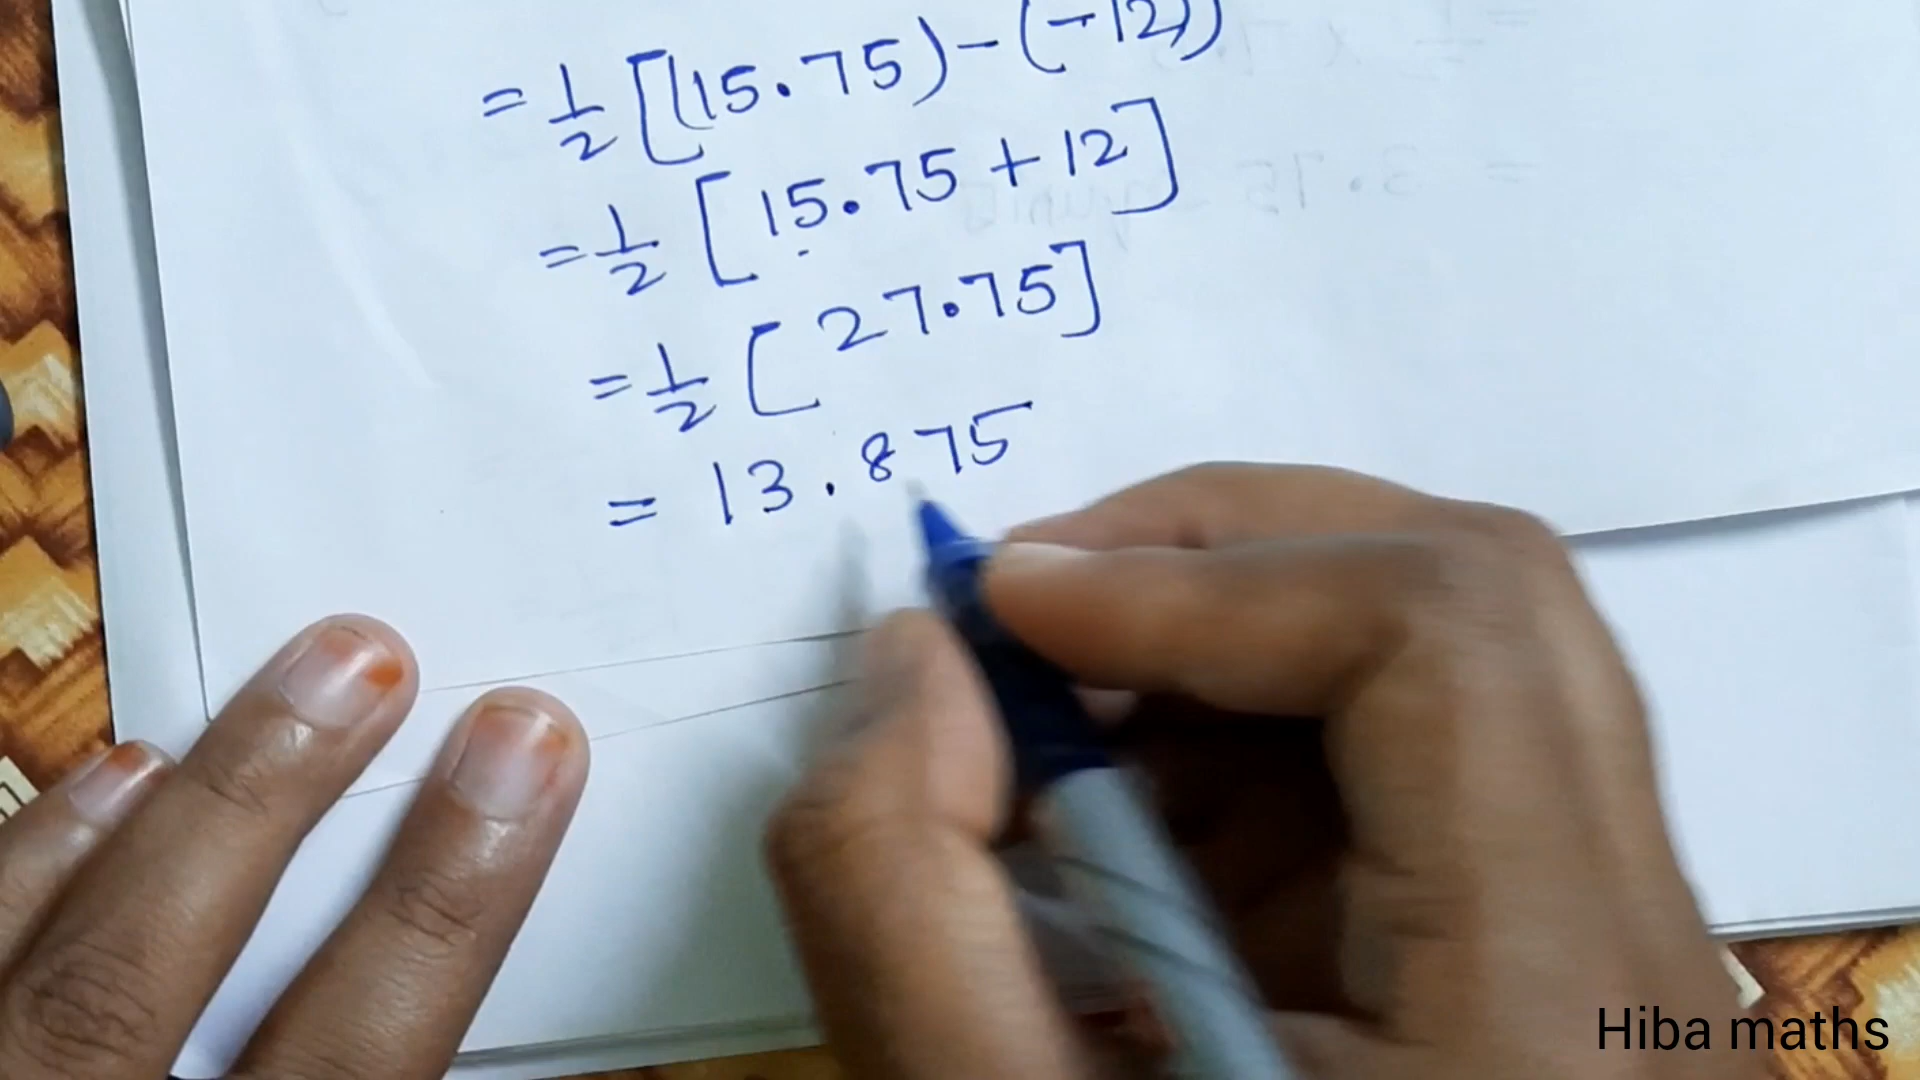 = 1/2 [(15.75) - (-12)]
= 1/2 [15.75 + 12]
= 1/2 [27.75]
= 13.875
Hiba maths